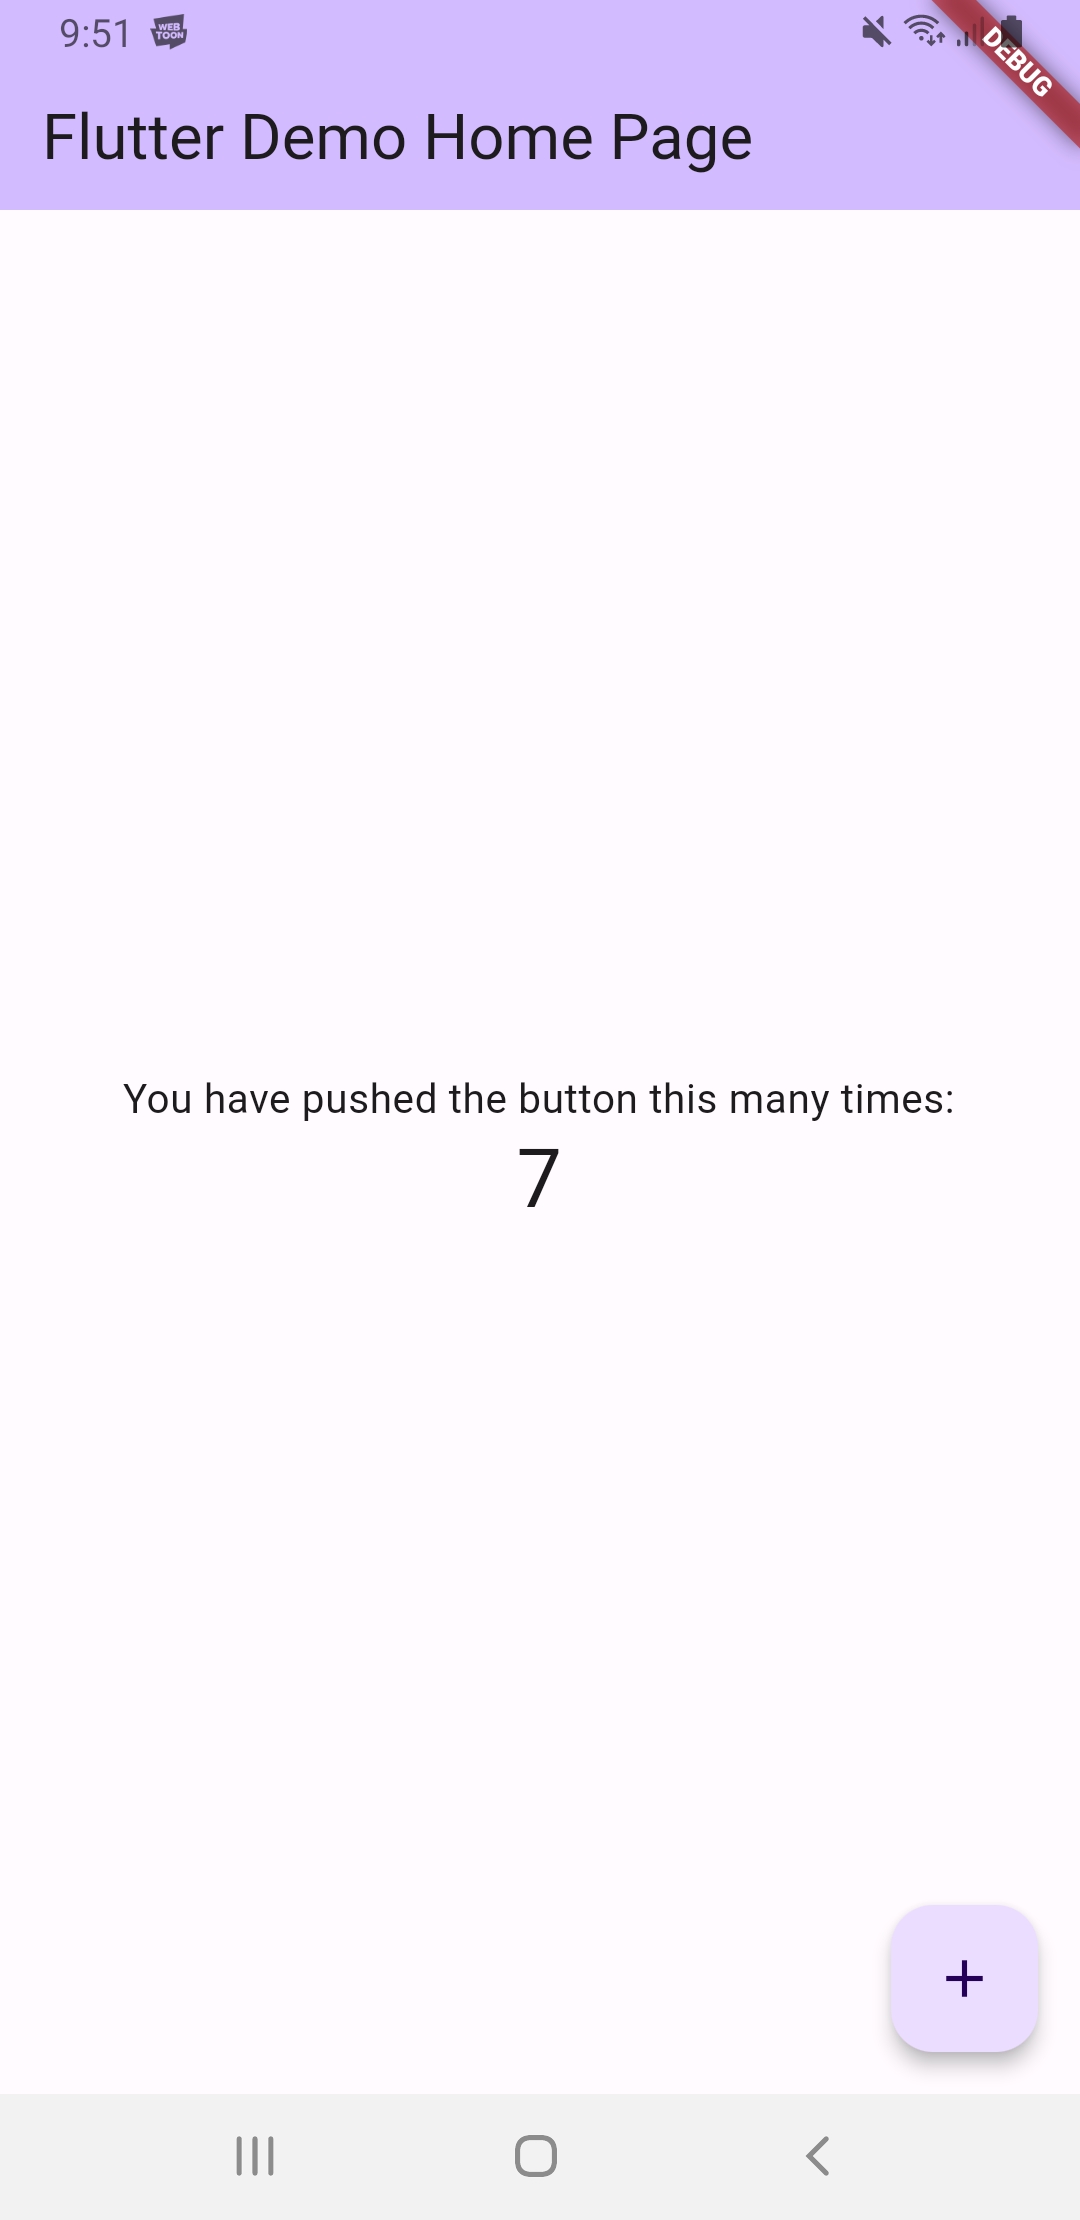 9:51 WEB TOON
DEBUG
Flutter Demo Home Page
You have pushed the button this many times:
7